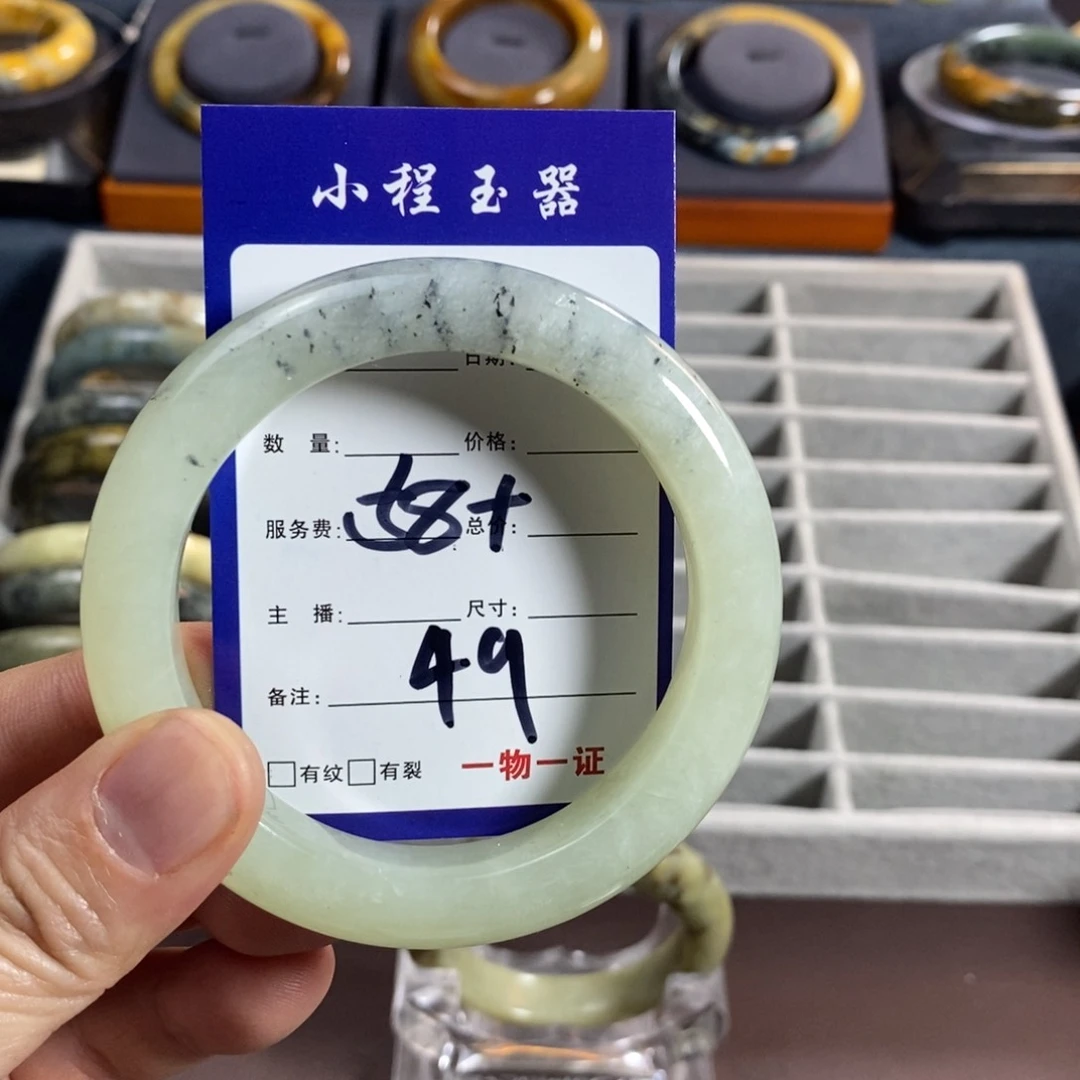 小程玉器
日期:
数 量: 价格:
58+
服务费: 总价:
主 播: 尺寸:
49
备注:
有纹 有裂 一物一证